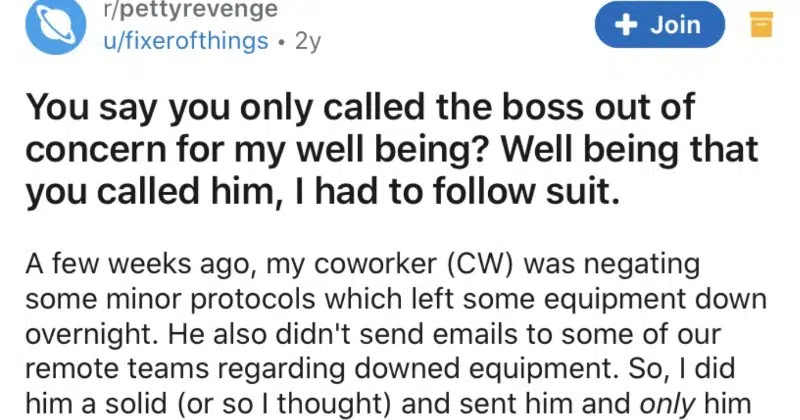 r/pettyrevenge
u/fixerofthings • 2y
+ Join
You say you only called the boss out of
concern for my well being? Well being that
you called him, I had to follow suit.
A few weeks ago, my coworker (CW) was negating
some minor protocols which left some equipment down
overnight. He also didn't send emails to some of our
remote teams regarding downed equipment. So, I did
him a solid (or so I thought) and sent him and only him